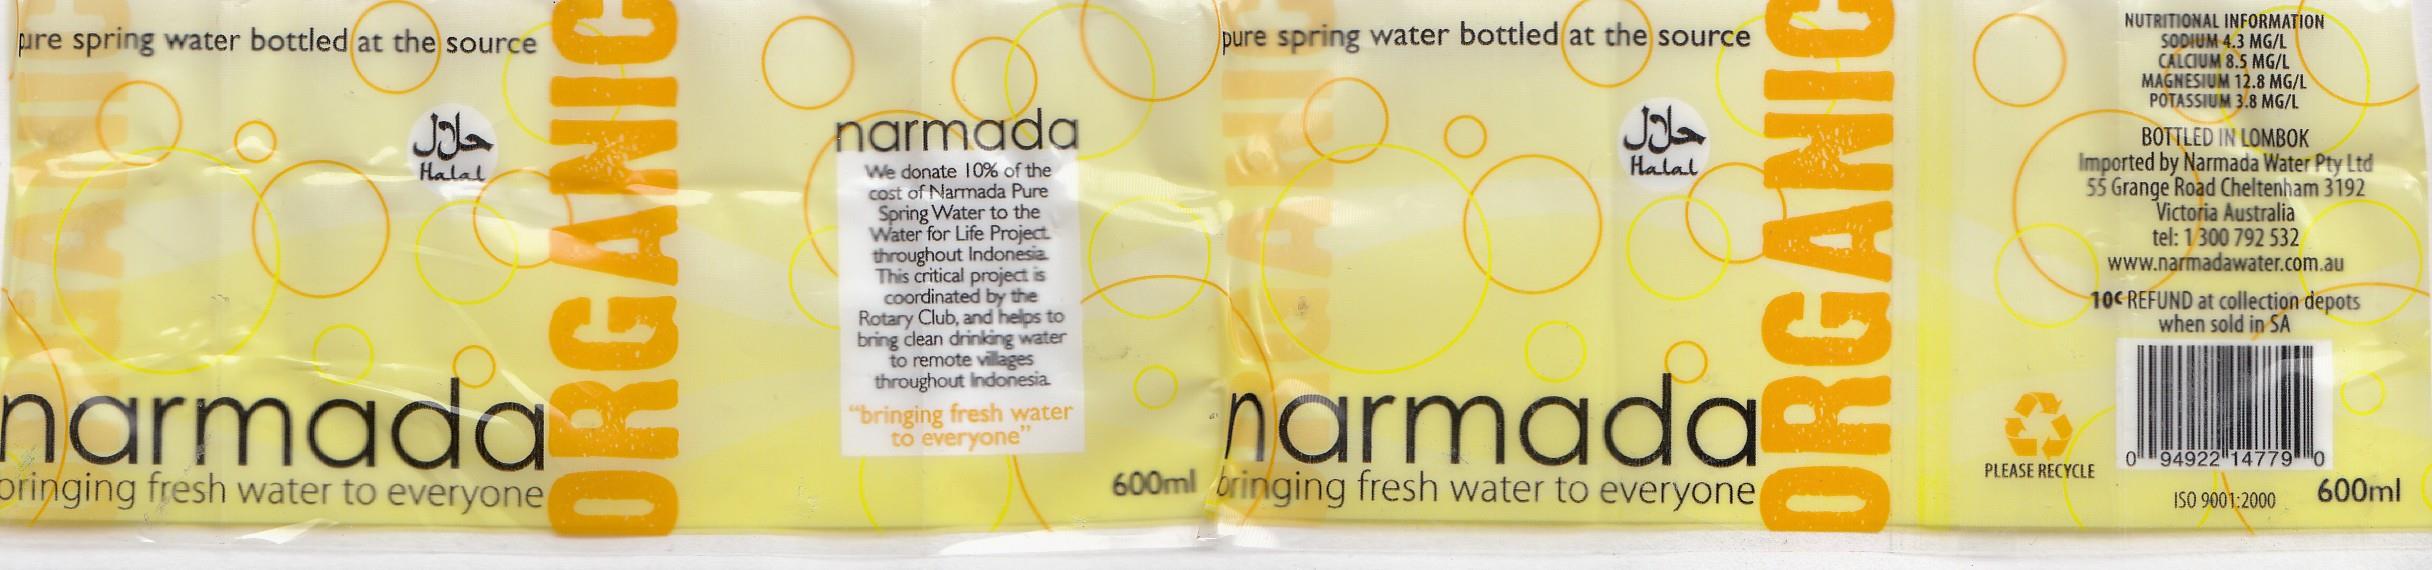 pure spring water bottled at the source
ORGANIC
حلال
Halal
narmada
bringing fresh water to everyone
narmada
We donate 10% of the
cost of Narmada Pure
Spring Water to the
Water for Life Project
throughout Indonesia.
This critical project is
coordinated by the
Rotary Club, and helps to
bring clean drinking water
to remote villages
throughout Indonesia.
"bringing fresh water
to everyone"
600ml
pure spring water bottled at the source
ORGANIC
حلال
Halal
narmada
bringing fresh water to everyone
NUTRITIONAL INFORMATION
SODIUM 4.3 MG/L
CALCIUM 8.5 MG/L
MAGNESIUM 12.8 MG/L
POTASSIUM 3.8 MG/L
BOTTLED IN LOMBOK
Imported by Narmada Water Pty Ltd
55 Grange Road Cheltenham 3192
Victoria Australia
tel: 1 300 792 532
www.narmadawater.com.au
10¢ REFUND at collection depots
when sold in SA
PLEASE RECYCLE
0 94922 14779 0
ISO 9001:2000
600ml